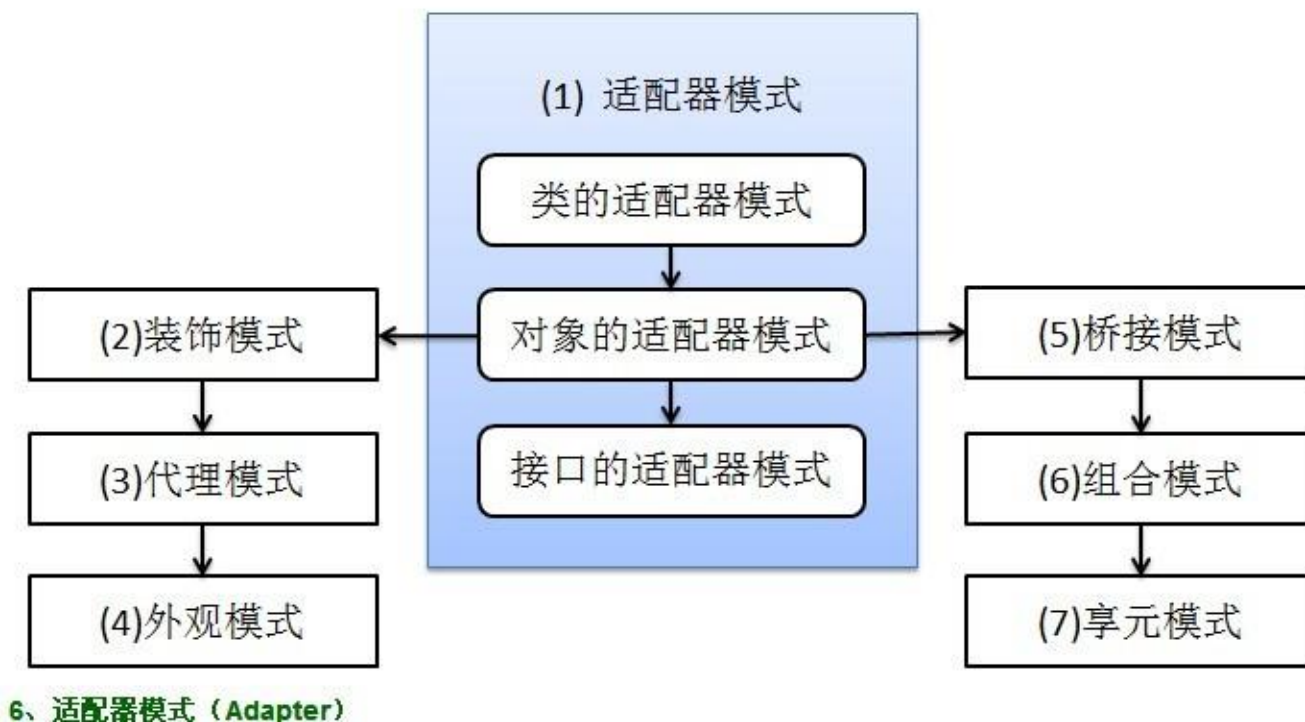 (1) 适配器模式
类的适配器模式
对象的适配器模式
接口的适配器模式
(2)装饰模式
(3)代理模式
(4)外观模式
(5)桥接模式
(6)组合模式
(7)享元模式
6、适配器模式（Adapter）